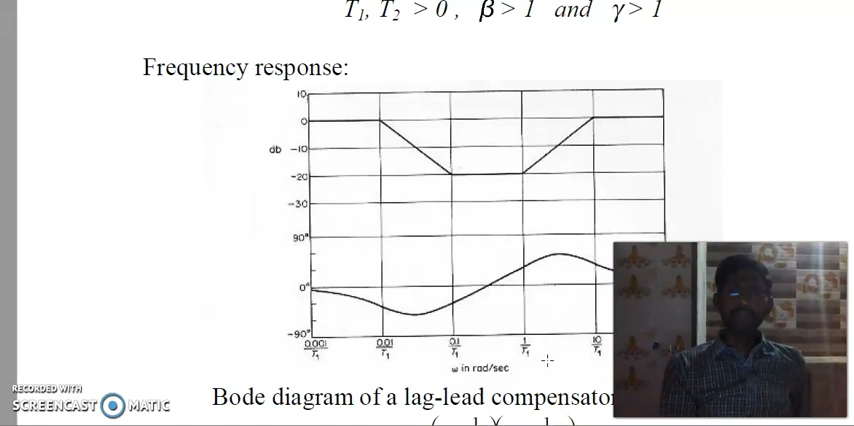 T1, T2 > 0 , β > 1 and γ > 1
Frequency response:
10
0
db -10
-20
-30
90°
0°
-90°
0.001/T1 0.01/T1 0.1/T1 1/T1 10/T1
ω in rad/sec
RECORDED WITH
SCREENCAST MATIC
Bode diagram of a lag-lead compensator